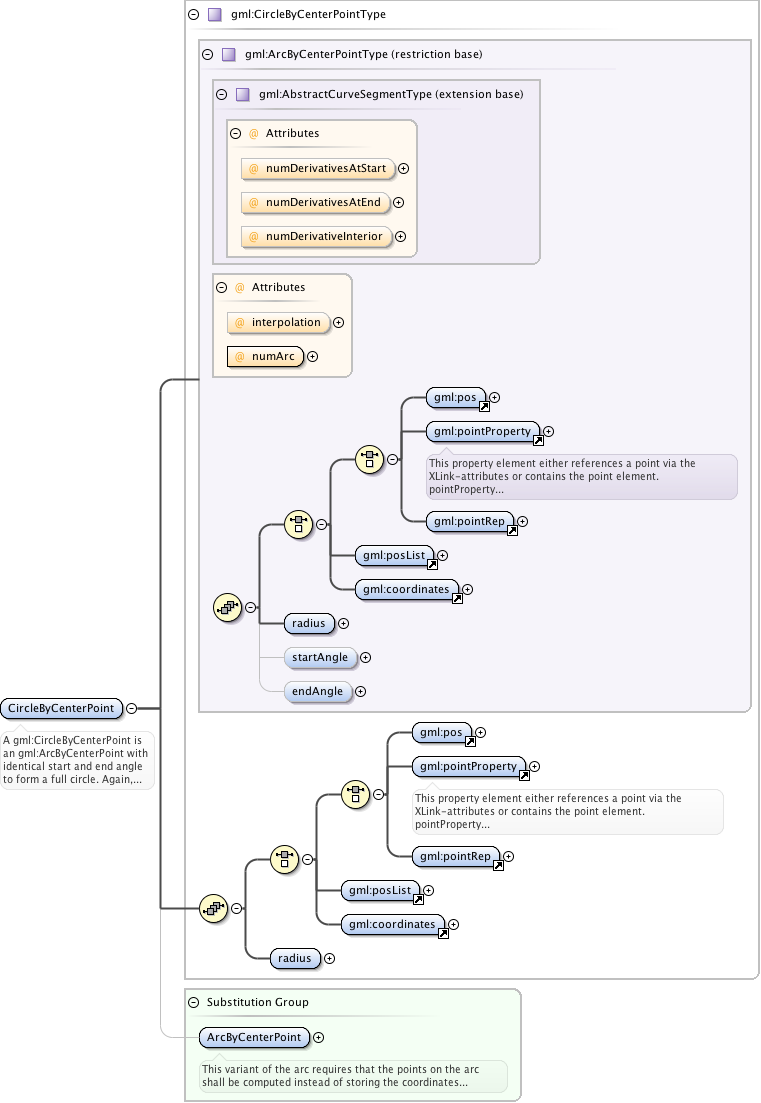 gml:CircleByCenterPointType
gml:ArcByCenterPointType (restriction base)
gml:AbstractCurveSegmentType (extension base)
@ Attributes
@ numDerivativesAtStart
@ numDerivativesAtEnd
@ numDerivativeInterior
@ Attributes
@ interpolation
@ numArc
gml:pos
gml:pointProperty
This property element either references a point via the
XLink-attributes or contains the point element.
pointProperty...
gml:pointRep
gml:posList
gml:coordinates
radius
startAngle
endAngle
CircleByCenterPoint
A gml:CircleByCenterPoint is
an gml:ArcByCenterPoint with
identical start and end angle
to form a full circle. Again,...
gml:pos
gml:pointProperty
This property element either references a point via the
XLink-attributes or contains the point element.
pointProperty...
gml:pointRep
gml:posList
gml:coordinates
radius
Substitution Group
ArcByCenterPoint
This variant of the arc requires that the points on the arc
shall be computed instead of storing the coordinates...